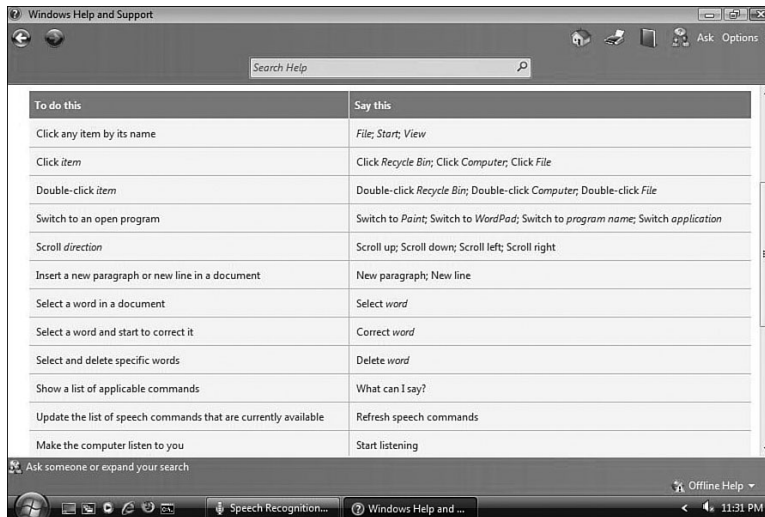 Windows Help and Support
Ask Options
Search Help
To do this Say this
Click any item by its name File; Start; View
Click item Click Recycle Bin; Click Computer; Click File
Double-click item Double-click Recycle Bin; Double-click Computer; Double-click File
Switch to an open program Switch to Paint; Switch to WordPad; Switch to program name; Switch application
Scroll direction Scroll up; Scroll down; Scroll left; Scroll right
Insert a new paragraph or new line in a document New paragraph; New line
Select a word in a document Select word
Select a word and start to correct it Correct word
Select and delete specific words Delete word
Show a list of applicable commands What can I say?
Update the list of speech commands that are currently available Refresh speech commands
Make the computer listen to you Start listening
Ask someone or expand your search
Offline Help
Speech Recognition... Windows Help and ... 11:31 PM